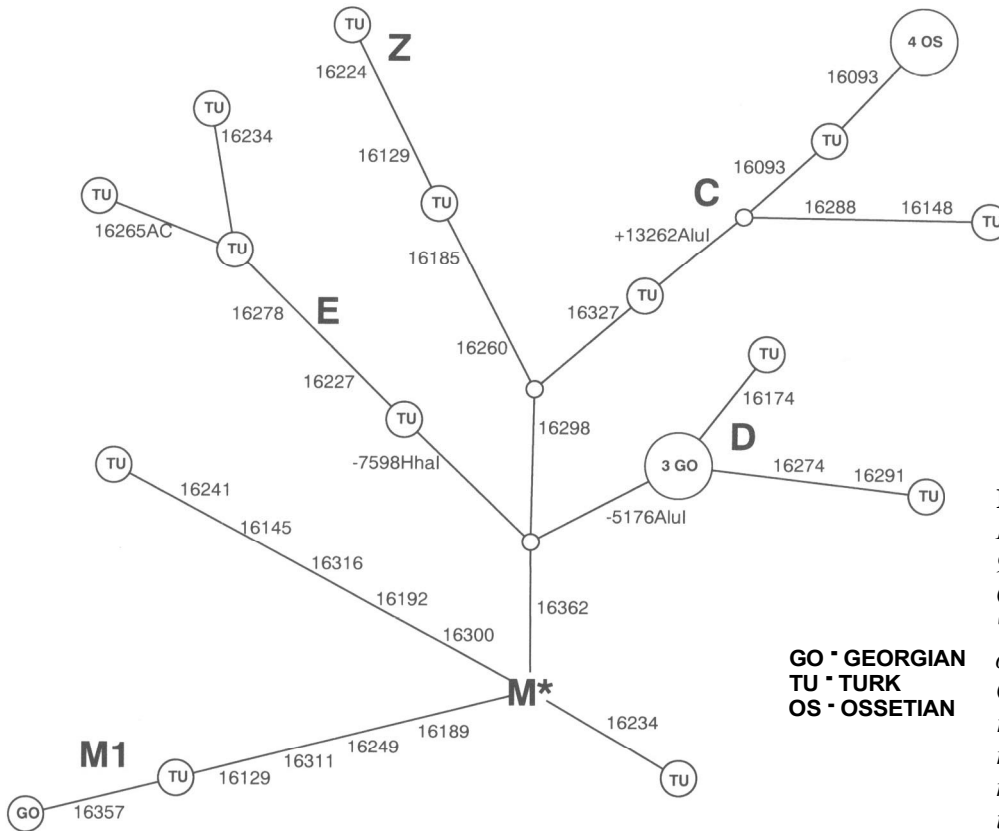 TU
Z
4 OS
16224
16093
TU
16234
TU
16129
16093
TU
C
TU
16265AC
TU
16288
16148
TU
+13262AluI
TU
16185
16278
E
16327
TU
16260
TU
16227
16174
TU
16298
D
-7598HhaI
3 GO
16274
16291
TU
TU
16241
-5176AluI
16145
16316
16192
16362
16300
GO - GEORGIAN
TU - TURK
OS - OSSETIAN
M*
16234
M1
16189
16249
16311
16129
TU
TU
16357
GO